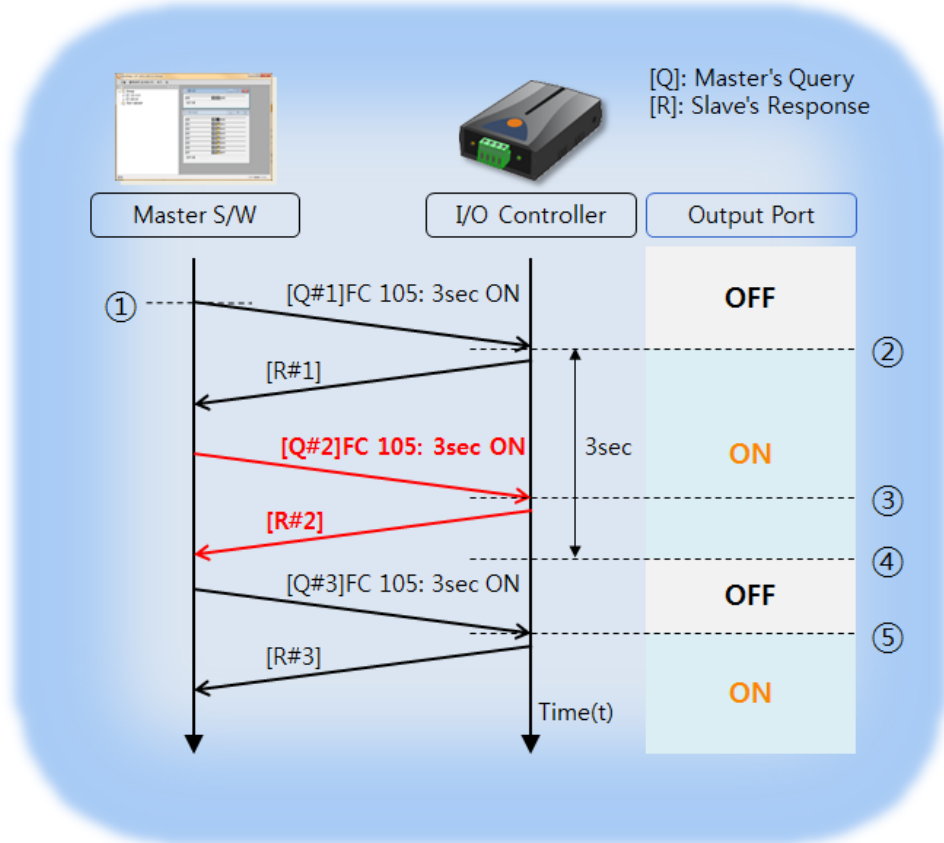 [Q]: Master's Query
[R]: Slave's Response
Master S/W
I/O Controller
Output Port
①
[Q#1]FC 105: 3sec ON
OFF
②
[R#1]
[Q#2]FC 105: 3sec ON
3sec
ON
③
[R#2]
④
[Q#3]FC 105: 3sec ON
OFF
⑤
[R#3]
ON
Time(t)